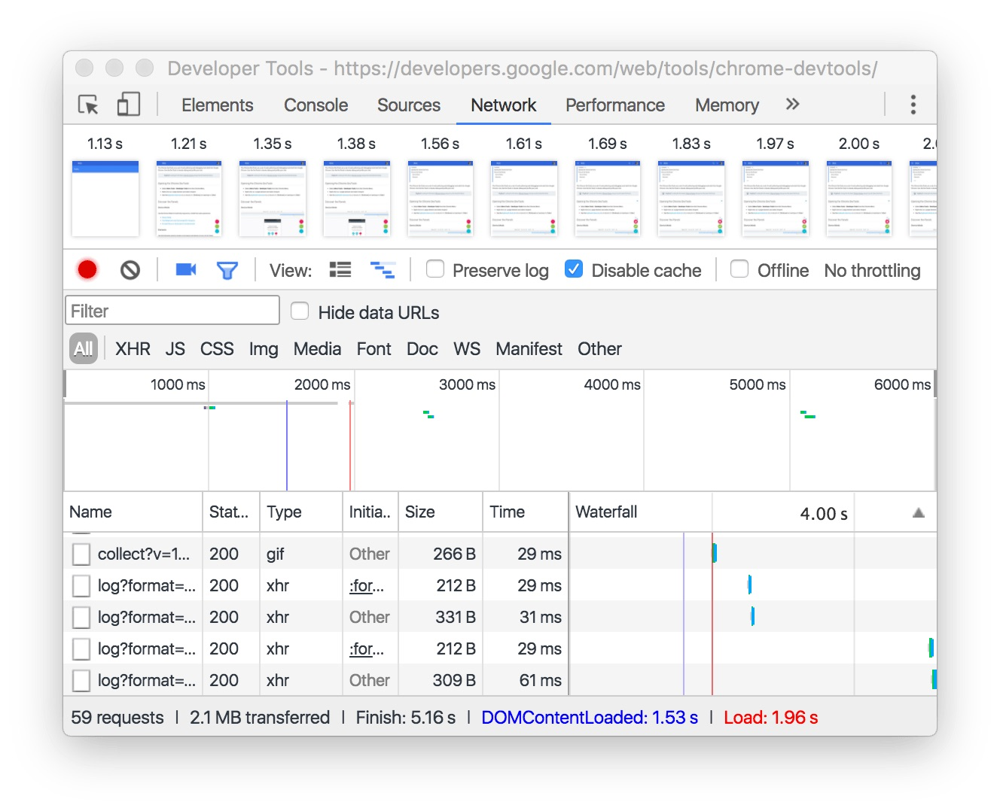 Developer Tools - https://developers.google.com/web/tools/chrome-devtools/
Elements Console Sources Network Performance Memory
1.13 s 1.21 s 1.35 s 1.38 s 1.56 s 1.61 s 1.69 s 1.83 s 1.97 s 2.00 s
View: Preserve log Disable cache Offline No throttling
Filter Hide data URLs
All XHR JS CSS Img Media Font Doc WS Manifest Other
1000 ms 2000 ms 3000 ms 4000 ms 5000 ms 6000 ms
Name Stat... Type Initia.. Size Time Waterfall 4.00 s
collect?v=1... 200 gif Other 266 B 29 ms
log?format=... 200 xhr :for... 212 B 29 ms
log?format=... 200 xhr Other 331 B 31 ms
log?format=... 200 xhr :for... 212 B 29 ms
log?format=... 200 xhr Other 309 B 61 ms
59 requests | 2.1 MB transferred | Finish: 5.16 s | DOMContentLoaded: 1.53 s | Load: 1.96 s